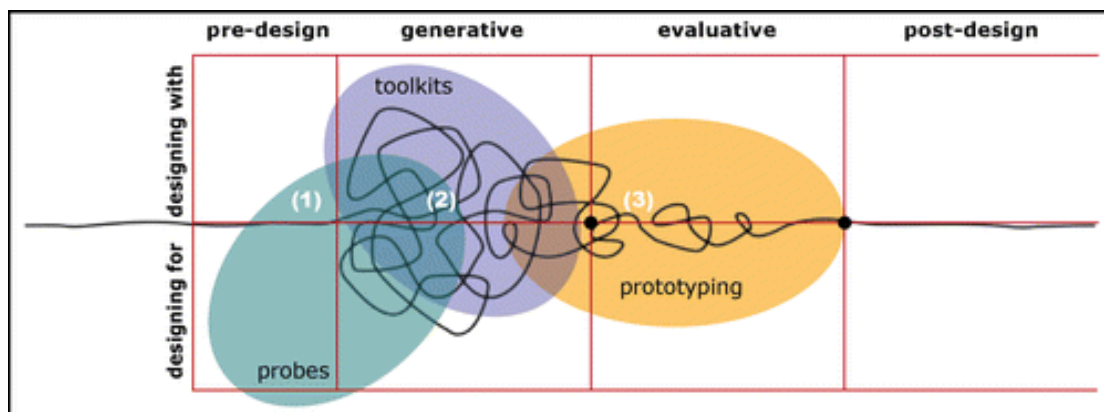 pre-design generative evaluative post-design
designing with
toolkits
(1) (2) (3)
designing for
prototyping
probes